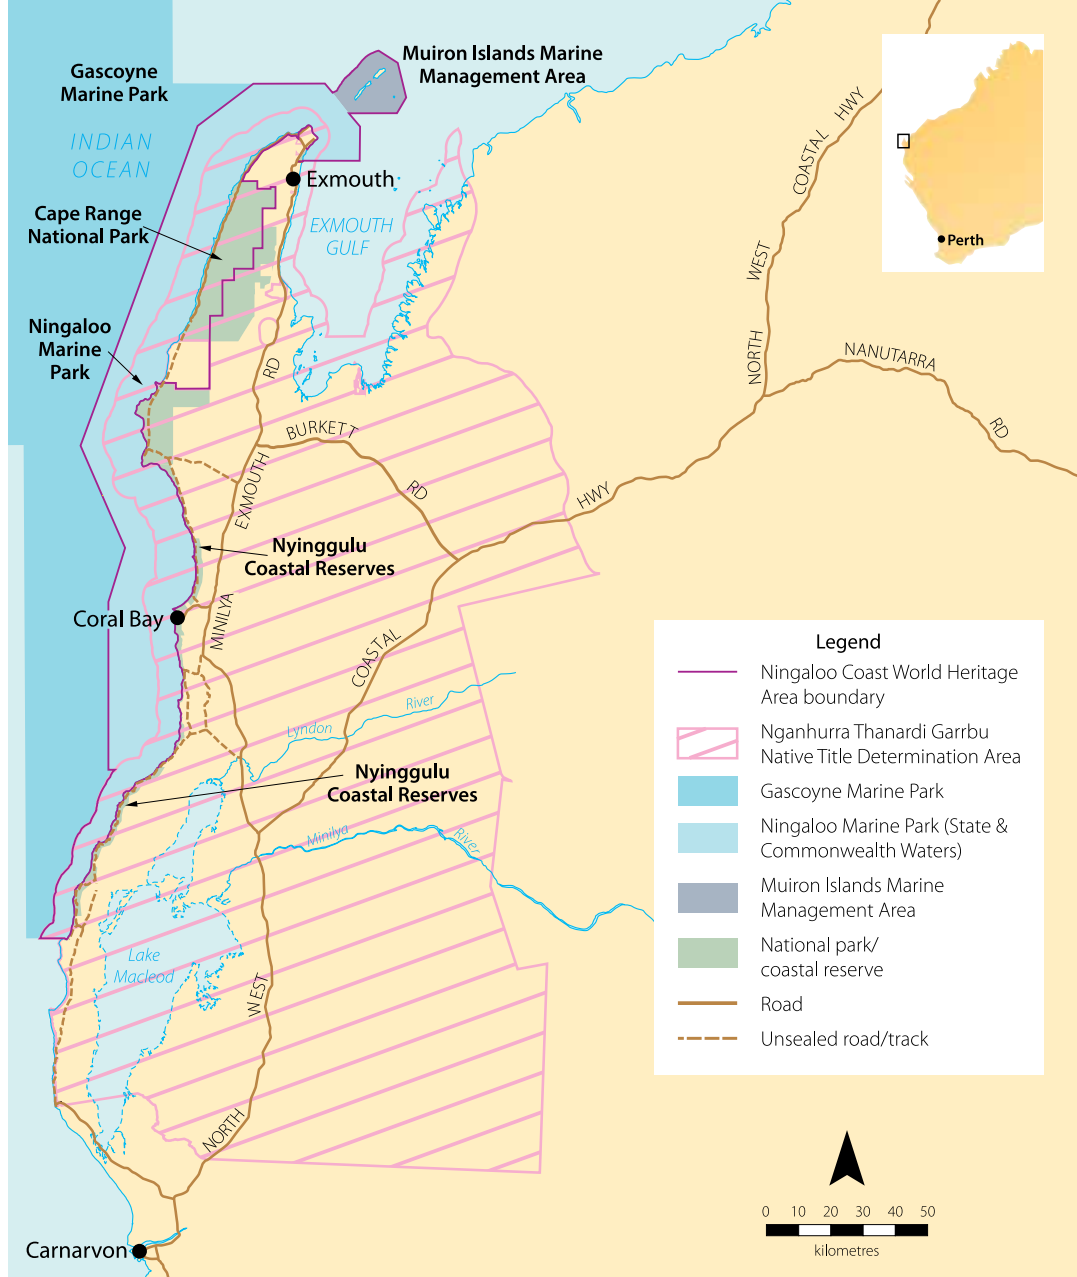 Muiron Islands Marine
Management Area
Gascoyne
Marine Park
INDIAN
OCEAN
Exmouth
Cape Range
National Park
EXMOUTH
GULF
Ningaloo
Marine
Park
RD
BURKETT
RD
EXMOUTH
MINILYA
HWY
COASTAL
WEST
NORTH
NANUTARRA
RD
HWY
Perth
Nyinggulu
Coastal Reserves
Coral Bay
COASTAL
Lyndon
River
Nyinggulu
Coastal Reserves
Minilya
River
Lake
Macleod
WEST
NORTH
Carnarvon
Legend
Ningaloo Coast World Heritage
Area boundary
Nganhurra Thanardi Garrbu
Native Title Determination Area
Gascoyne Marine Park
Ningaloo Marine Park (State &
Commonwealth Waters)
Muiron Islands Marine
Management Area
National park/
coastal reserve
Road
Unsealed road/track
0 10 20 30 40 50
kilometres